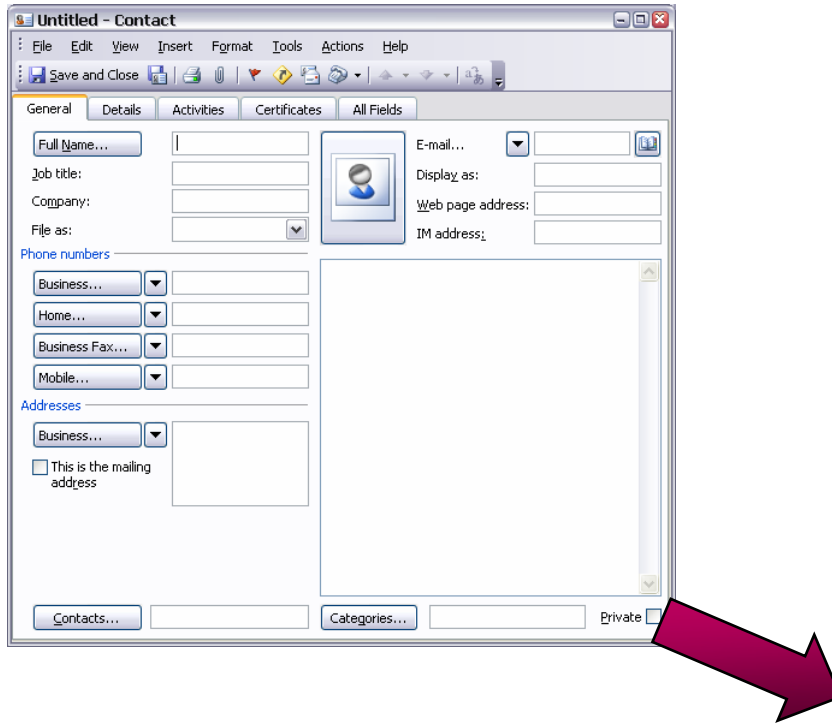 Untitled - Contact
File Edit View Insert Format Tools Actions Help
Save and Close
General Details Activities Certificates All Fields
Full Name...
Job title:
Company:
File as:
E-mail...
Display as:
Web page address:
IM address:
Phone numbers
Business...
Home...
Business Fax...
Mobile...
Addresses
Business...
This is the mailing
address
Contacts...
Categories...
Private